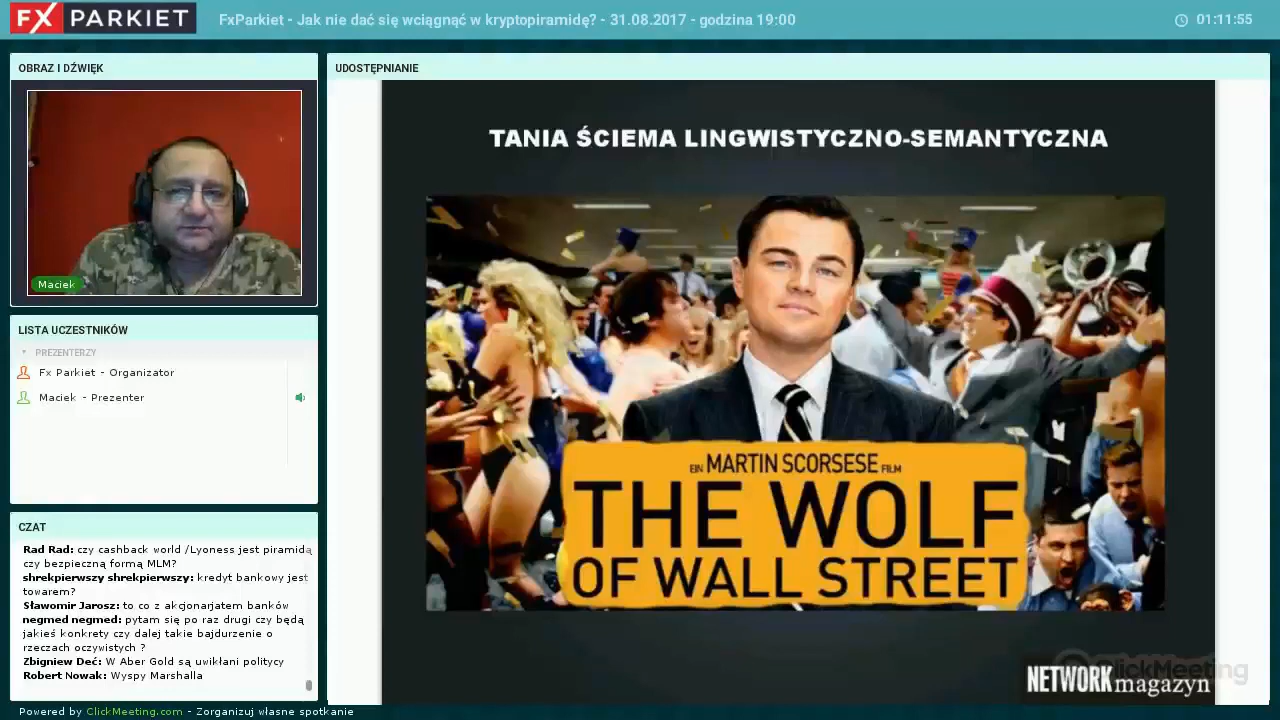 FX PARKIET
FxParkiet - Jak nie dać się wciągnąć w kryptopiramidę? - 31.08.2017 - godzina 19:00
01:11:55
OBRAZ I DŹWIĘK
Maciek
LISTA UCZESTNIKÓW
PREZENTERZY
Fx Parkiet - Organizator
Maciek - Prezenter
CZAT
Rad Rad: czy cashback world /Lyoness jest piramidą
czy bezpieczną formą MLM?
shrekpierwszy shrekpierwszy: kredyt bankowy jest
towarem?
Sławomir Jarosz: to co z akcjonarjatem banków
negmed negmed: pytam się po raz drugi czy będą
jakieś konkrety czy dalej takie bajdurzenie o
rzeczach oczywistych ?
Zbigniew Deć: W Aber Gold są uwikłani politycy
Robert Nowak: Wyspy Marshalla
UDOSTĘPNIANIE
TANIA ŚCIEMA LINGWISTYCZNO-SEMANTYCZNA
EIN MARTIN SCORSESE FILM
THE WOLF
OF WALL STREET
ClickMeeting
NETWORK magazyn
Powered by ClickMeeting.com - Zorganizuj własne spotkanie